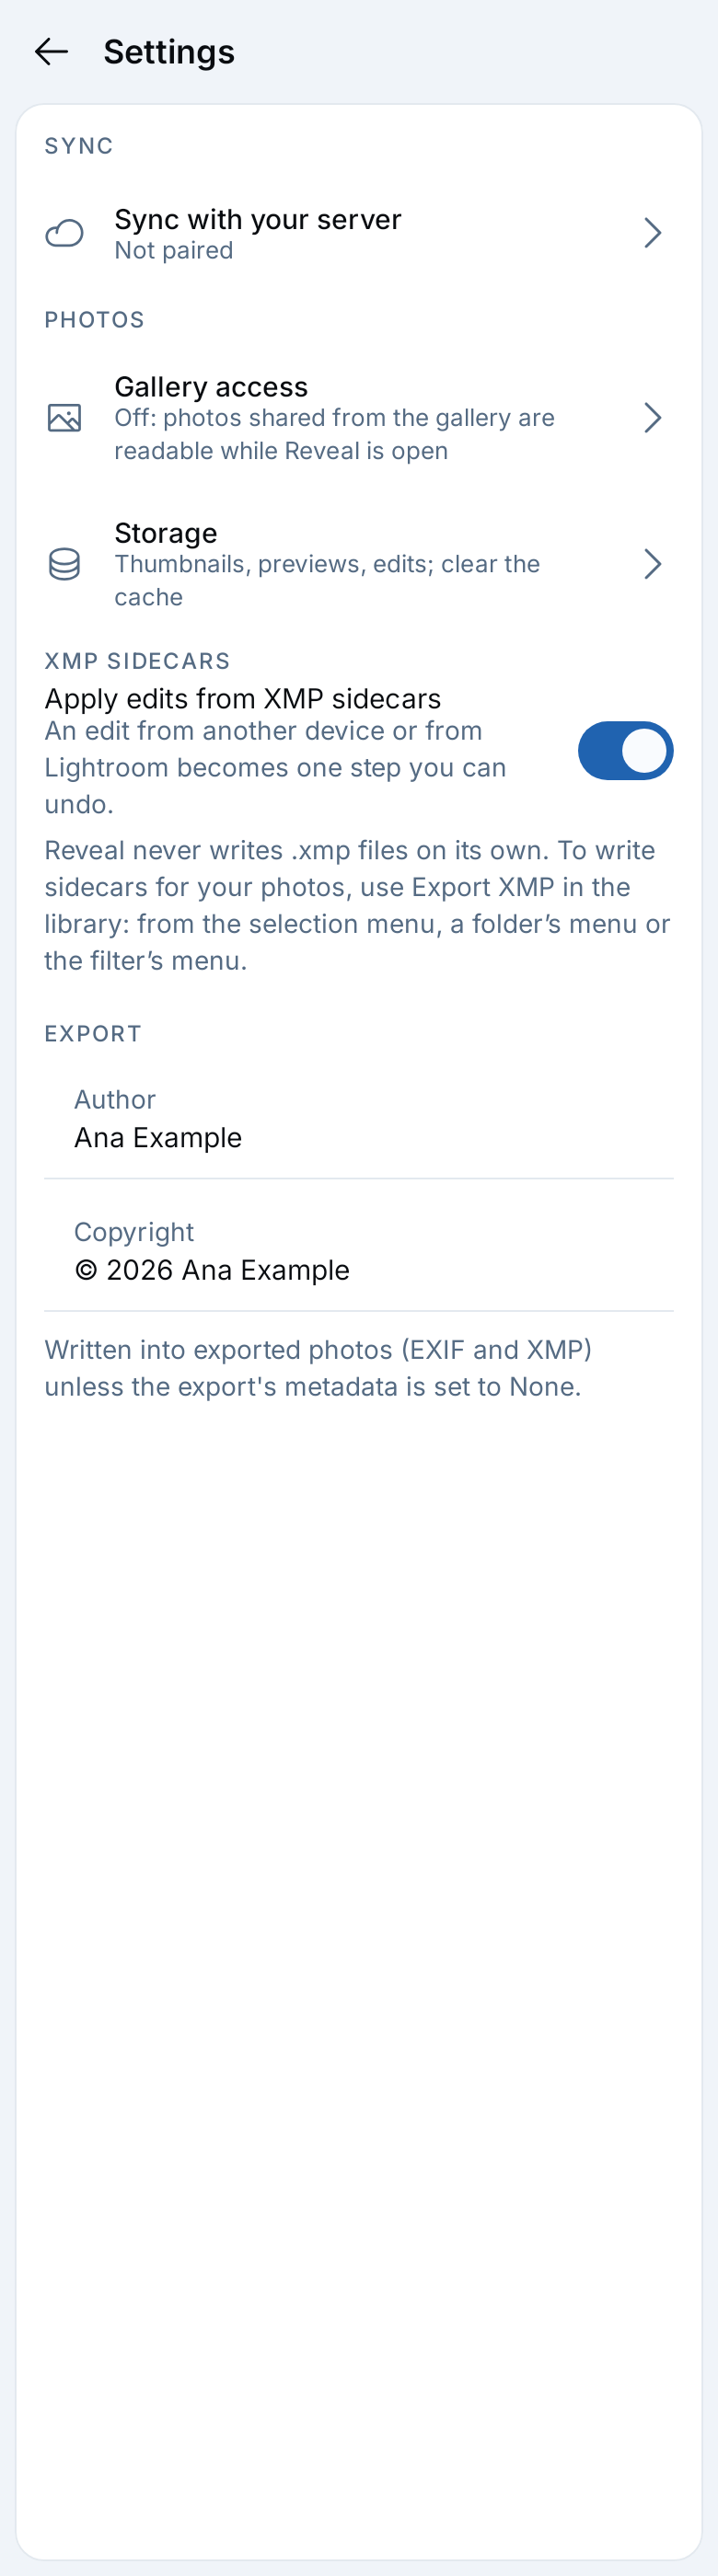 Settings
SYNC
Sync with your server
Not paired
PHOTOS
Gallery access
Off: photos shared from the gallery are
readable while Reveal is open
Storage
Thumbnails, previews, edits; clear the
cache
XMP SIDECARS
Apply edits from XMP sidecars
An edit from another device or from
Lightroom becomes one step you can
undo.
Reveal never writes .xmp files on its own. To write
sidecars for your photos, use Export XMP in the
library: from the selection menu, a folder’s menu or
the filter’s menu.
EXPORT
Author
Ana Example
Copyright
© 2026 Ana Example
Written into exported photos (EXIF and XMP)
unless the export's metadata is set to None.